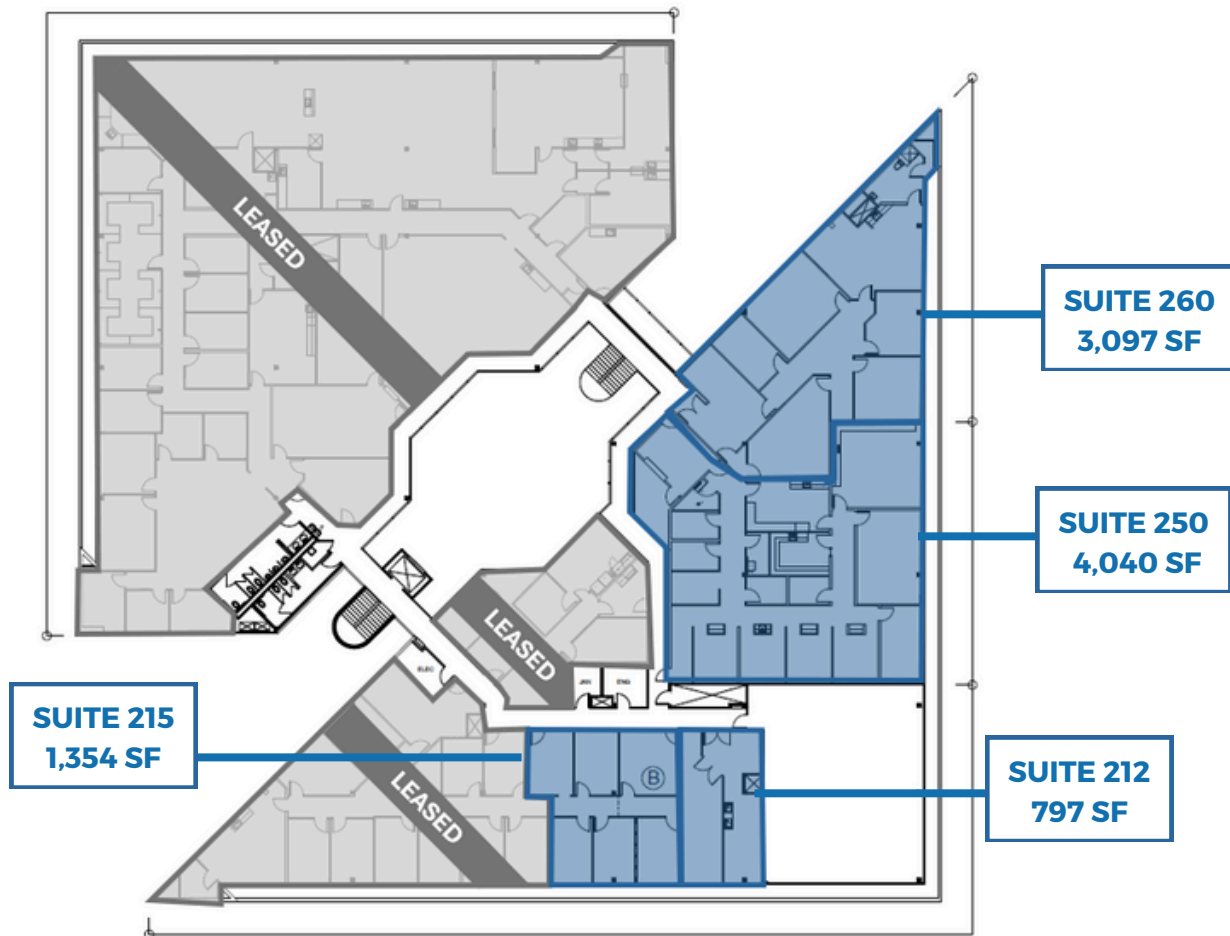 LEASED
SUITE 260
3,097 SF
SUITE 250
4,040 SF
LEASED
ELEC
JAN
ENG
SUITE 215
1,354 SF
LEASED
B
SUITE 212
797 SF